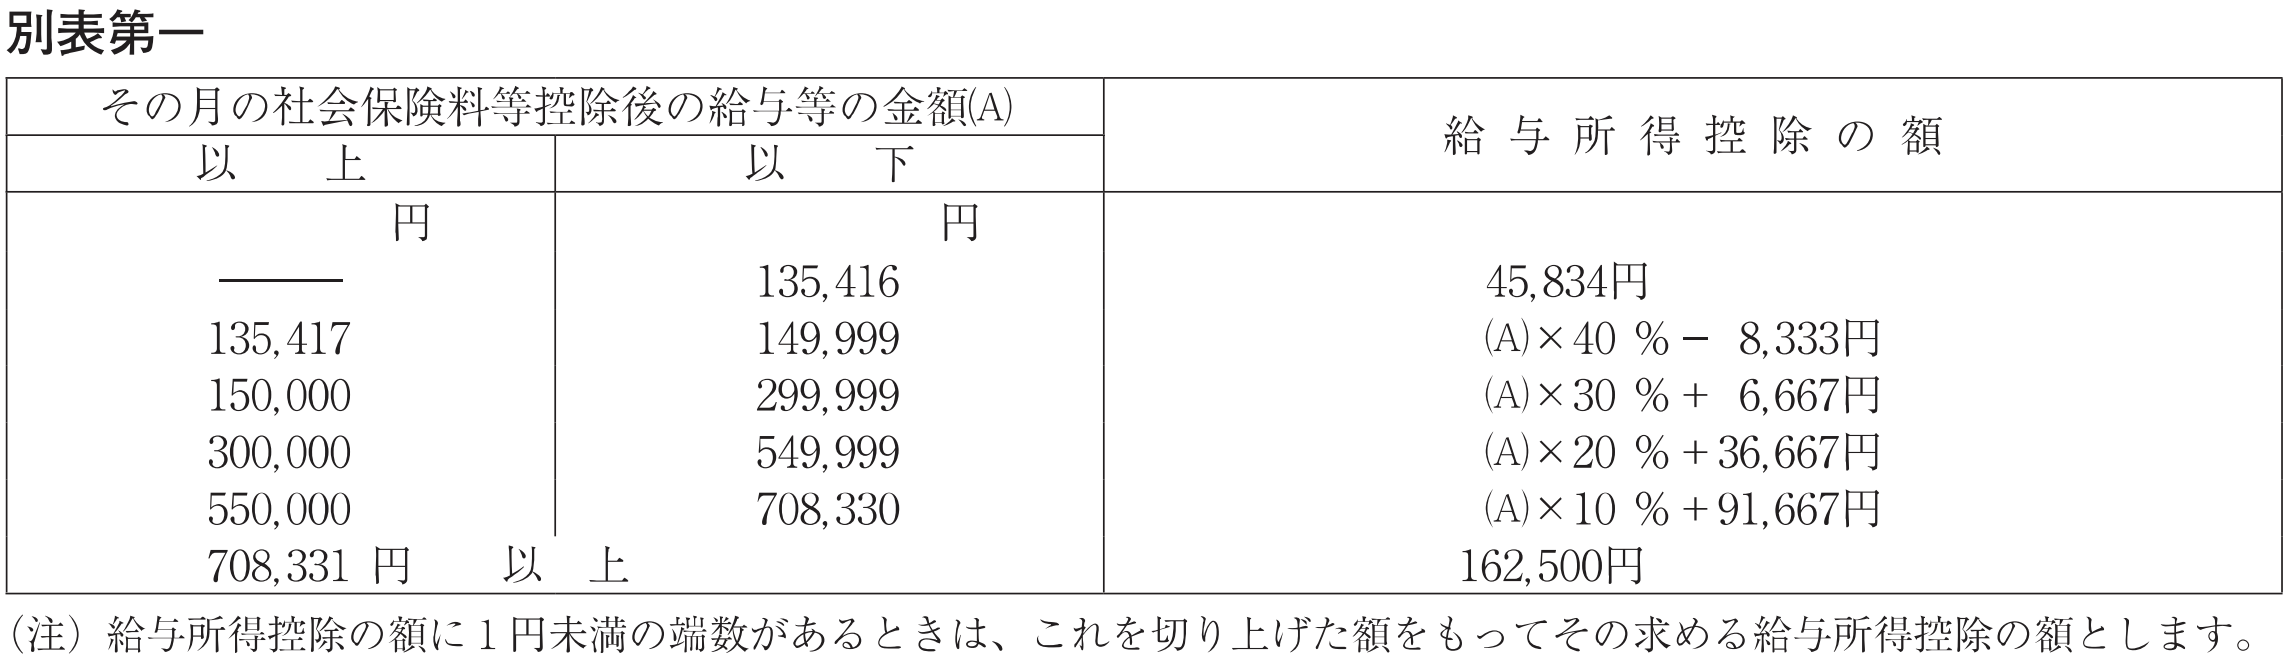 別表第一
その月の社会保険料等控除後の給与等の金額(A)
給与所得控除の額
以上 以下
円 円
――― 135,416 45,834円
135,417 149,999 (A)×40 %− 8,333円
150,000 299,999 (A)×30 %+ 6,667円
300,000 549,999 (A)×20 %+36,667円
550,000 708,330 (A)×10 %+91,667円
708,331 円 以上 162,500円
(注) 給与所得控除の額に1円未満の端数があるときは、これを切り上げた額をもってその求める給与所得控除の額とします。